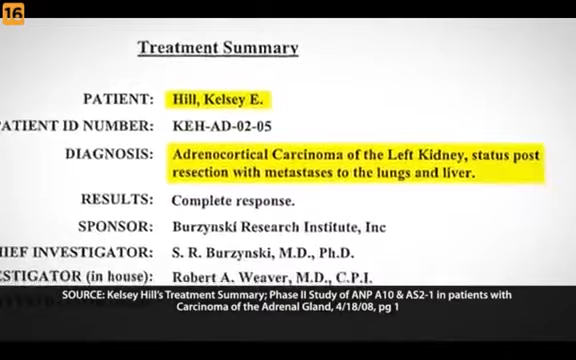 16
Treatment Summary
PATIENT: Hill, Kelsey E.
PATIENT ID NUMBER: KEH-AD-02-05
DIAGNOSIS: Adrenocortical Carcinoma of the Left Kidney, status post
resection with metastases to the lungs and liver.
RESULTS: Complete response.
SPONSOR: Burzynski Research Institute, Inc
HIEF INVESTIGATOR: S. R. Burzynski, M.D., Ph.D.
ESTIGATOR (in house): Robert A. Weaver, M.D., C.P.I.
SOURCE: Kelsey Hill's Treatment Summary; Phase II Study of ANP A10 & AS2-1 in patients with
Carcinoma of the Adrenal Gland, 4/18/08, pg 1